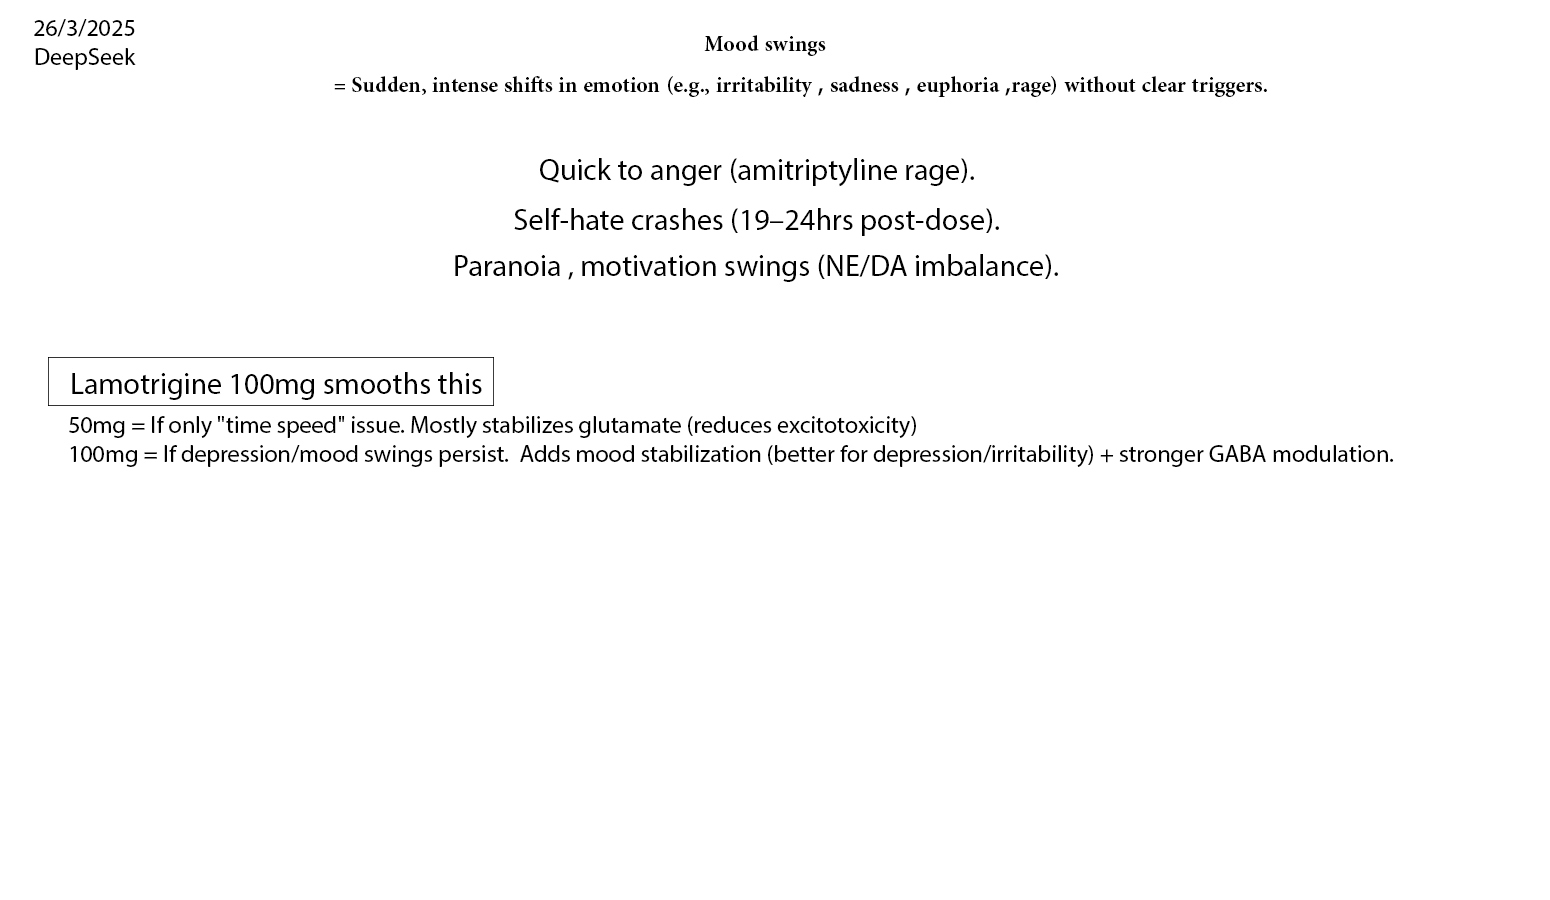 26/3/2025
DeepSeek
Mood swings
= Sudden, intense shifts in emotion (e.g., irritability , sadness , euphoria ,rage) without clear triggers.
Quick to anger (amitriptyline rage).
Self-hate crashes (19–24hrs post-dose).
Paranoia , motivation swings (NE/DA imbalance).
Lamotrigine 100mg smooths this
50mg = If only "time speed" issue. Mostly stabilizes glutamate (reduces excitotoxicity)
100mg = If depression/mood swings persist.  Adds mood stabilization (better for depression/irritability) + stronger GABA modulation.